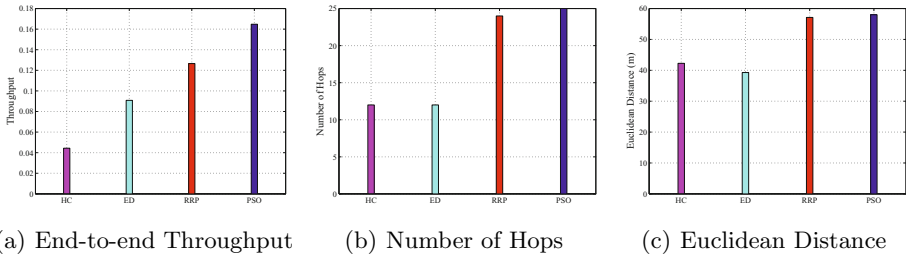 0.18
0.16
0.14
0.12
0.1
0.08
0.06
0.04
0.02
0
Throughput
HC ED RRP PSO
25
20
15
10
5
0
Number of Hops
HC ED RRP PSO
60
50
40
30
20
10
0
Euclidean Distance (m)
HC ED RRP PSO
(a) End-to-end Throughput
(b) Number of Hops
(c) Euclidean Distance